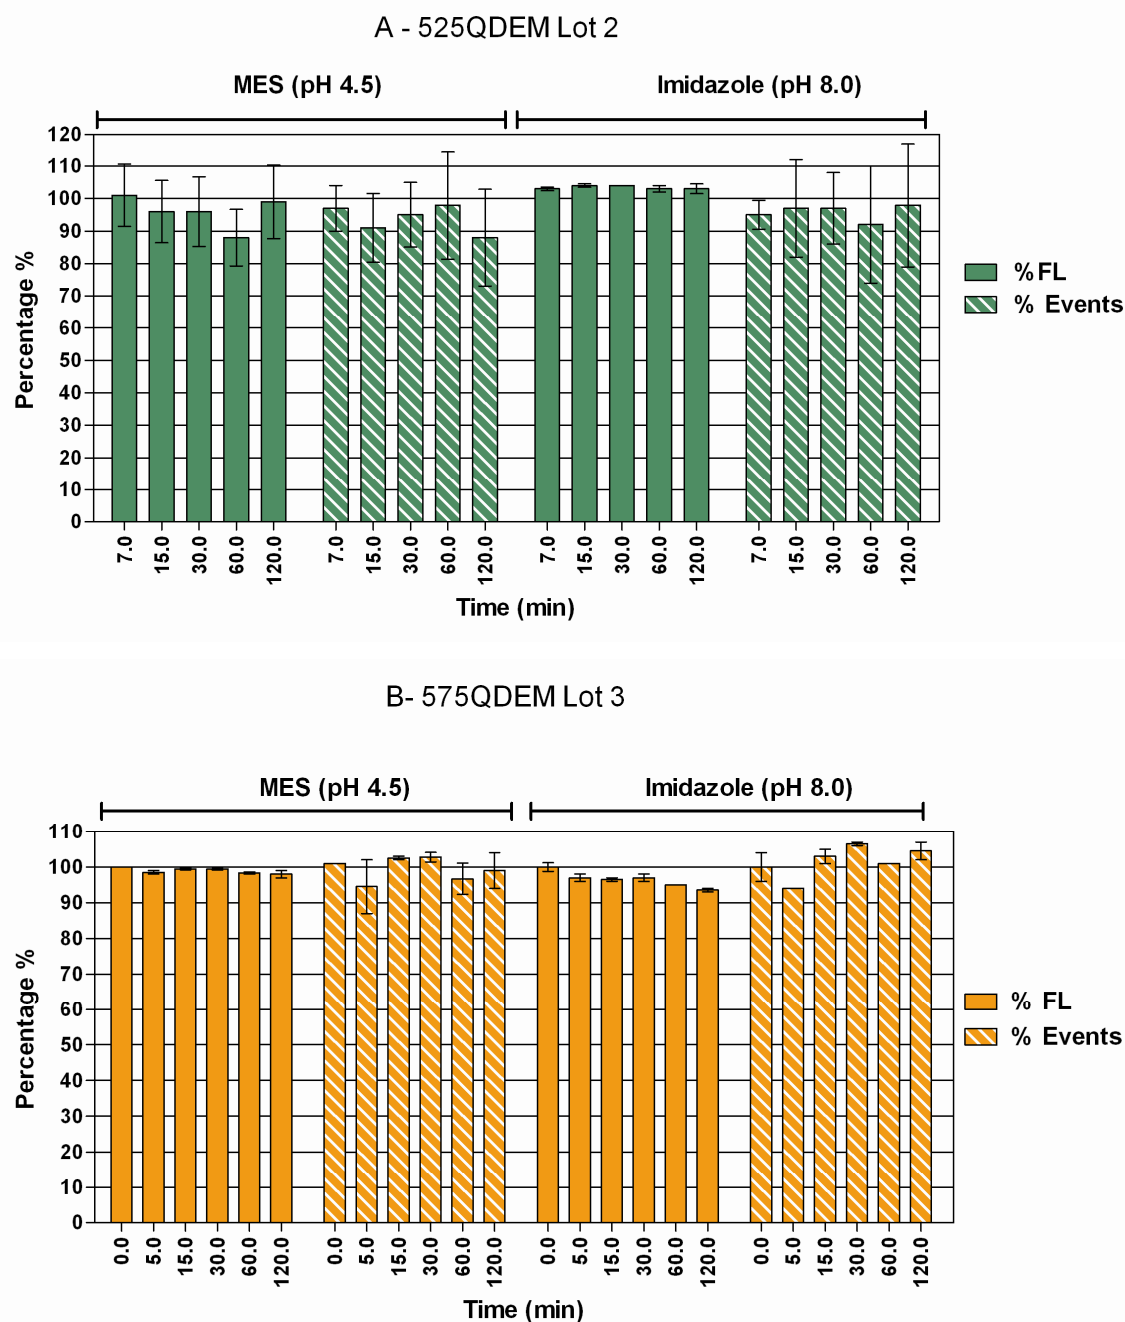 A - 525QDEM Lot 2
MES (pH 4.5) Imidazole (pH 8.0)
120
110
100
90
80
70
60
50
40
30
20
10
0
Percentage %
%FL
% Events
7.0 15.0 30.0 60.0 120.0 7.0 15.0 30.0 60.0 120.0 7.0 15.0 30.0 60.0 120.0 7.0 15.0 30.0 60.0 120.0
Time (min)
B- 575QDEM Lot 3
MES (pH 4.5) Imidazole (pH 8.0)
110
100
90
80
70
60
50
40
30
20
10
0
Percentage %
% FL
% Events
0.0 5.0 15.0 30.0 60.0 120.0 0.0 5.0 15.0 30.0 60.0 120.0 0.0 5.0 15.0 30.0 60.0 120.0 0.0 5.0 15.0 30.0 60.0 120.0
Time (min)